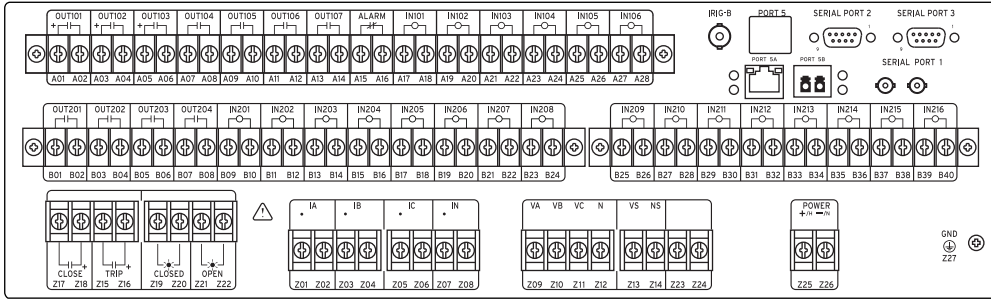 OUT101 OUT102 OUT103 OUT104 OUT105 OUT106 OUT107 ALARM IN101 IN102 IN103 IN104 IN105 IN106
+ + +
A01 A02 A03 A04 A05 A06 A07 A08 A09 A10 A11 A12 A13 A14 A15 A16 A17 A18 A19 A20 A21 A22 A23 A24 A25 A26 A27 A28
IRIG-B PORT 5 SERIAL PORT 2 SERIAL PORT 3
1 1
9 9
PORT 5A PORT 5B SERIAL PORT 1
OUT201 OUT202 OUT203 OUT204 IN201 IN202 IN203 IN204 IN205 IN206 IN207 IN208
B01 B02 B03 B04 B05 B06 B07 B08 B09 B10 B11 B12 B13 B14 B15 B16 B17 B18 B19 B20 B21 B22 B23 B24
IN209 IN210 IN211 IN212 IN213 IN214 IN215 IN216
B25 B26 B27 B28 B29 B30 B31 B32 B33 B34 B35 B36 B37 B38 B39 B40
+ +
CLOSE TRIP CLOSED OPEN
Z17 Z18 Z15 Z16 Z19 Z20 Z21 Z22
IA IB IC IN
Z01 Z02 Z03 Z04 Z05 Z06 Z07 Z08
VA VB VC N VS NS
Z09 Z10 Z11 Z12 Z13 Z14 Z23 Z24
POWER
+/H −/N
Z25 Z26
GND
Z27